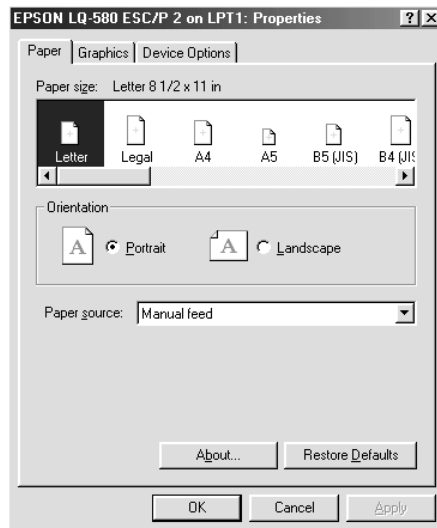 EPSON LQ-580 ESC/P 2 on LPT1: Properties
Paper Graphics Device Options
Paper size: Letter 8 1/2 x 11 in
Letter Legal A4 A5 B5 (JIS) B4 (JIS
Orientation
A Portrait A Landscape
Paper source: Manual feed
About... Restore Defaults
OK Cancel Apply